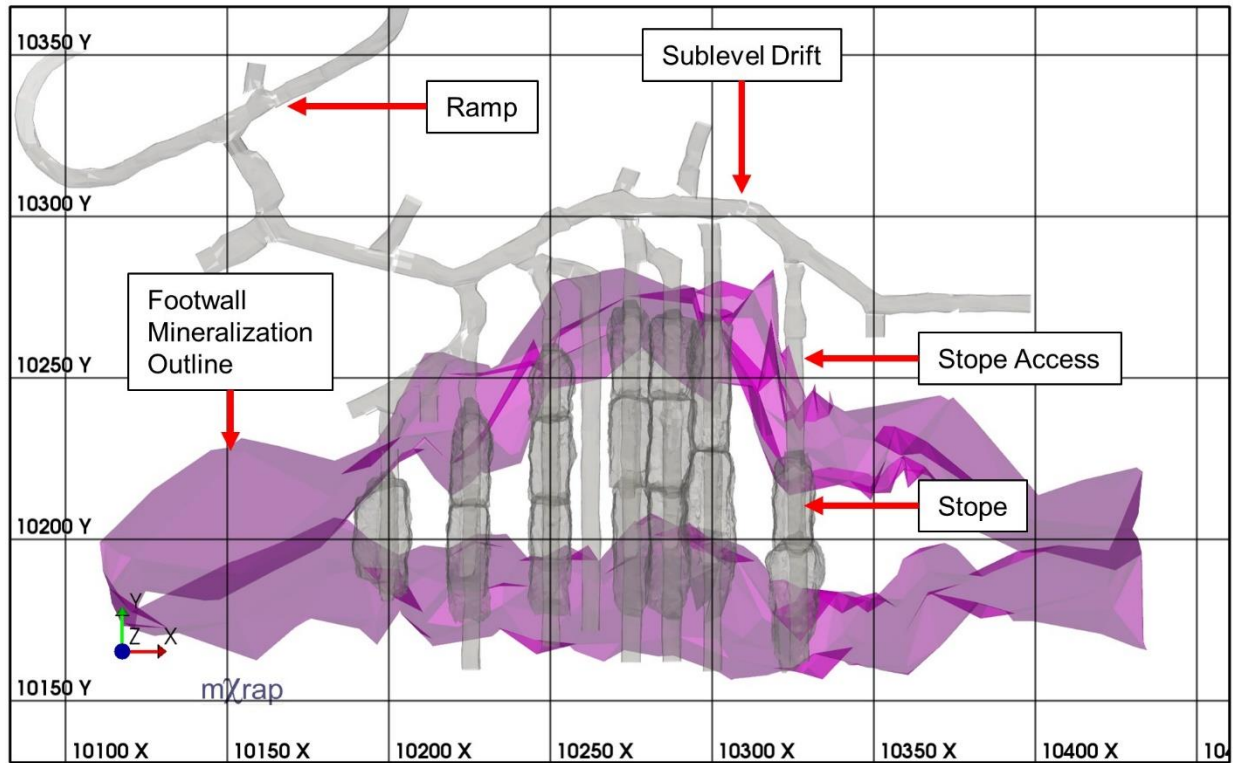 10350 Y
Sublevel Drift
Ramp
10300 Y
Footwall
Mineralization
Outline
10250 Y
Stope Access
Stope
10200 Y
Y
Z
X
10150 Y
mχrap
10100 X
10150 X
10200 X
10250 X
10300 X
10350 X
10400 X